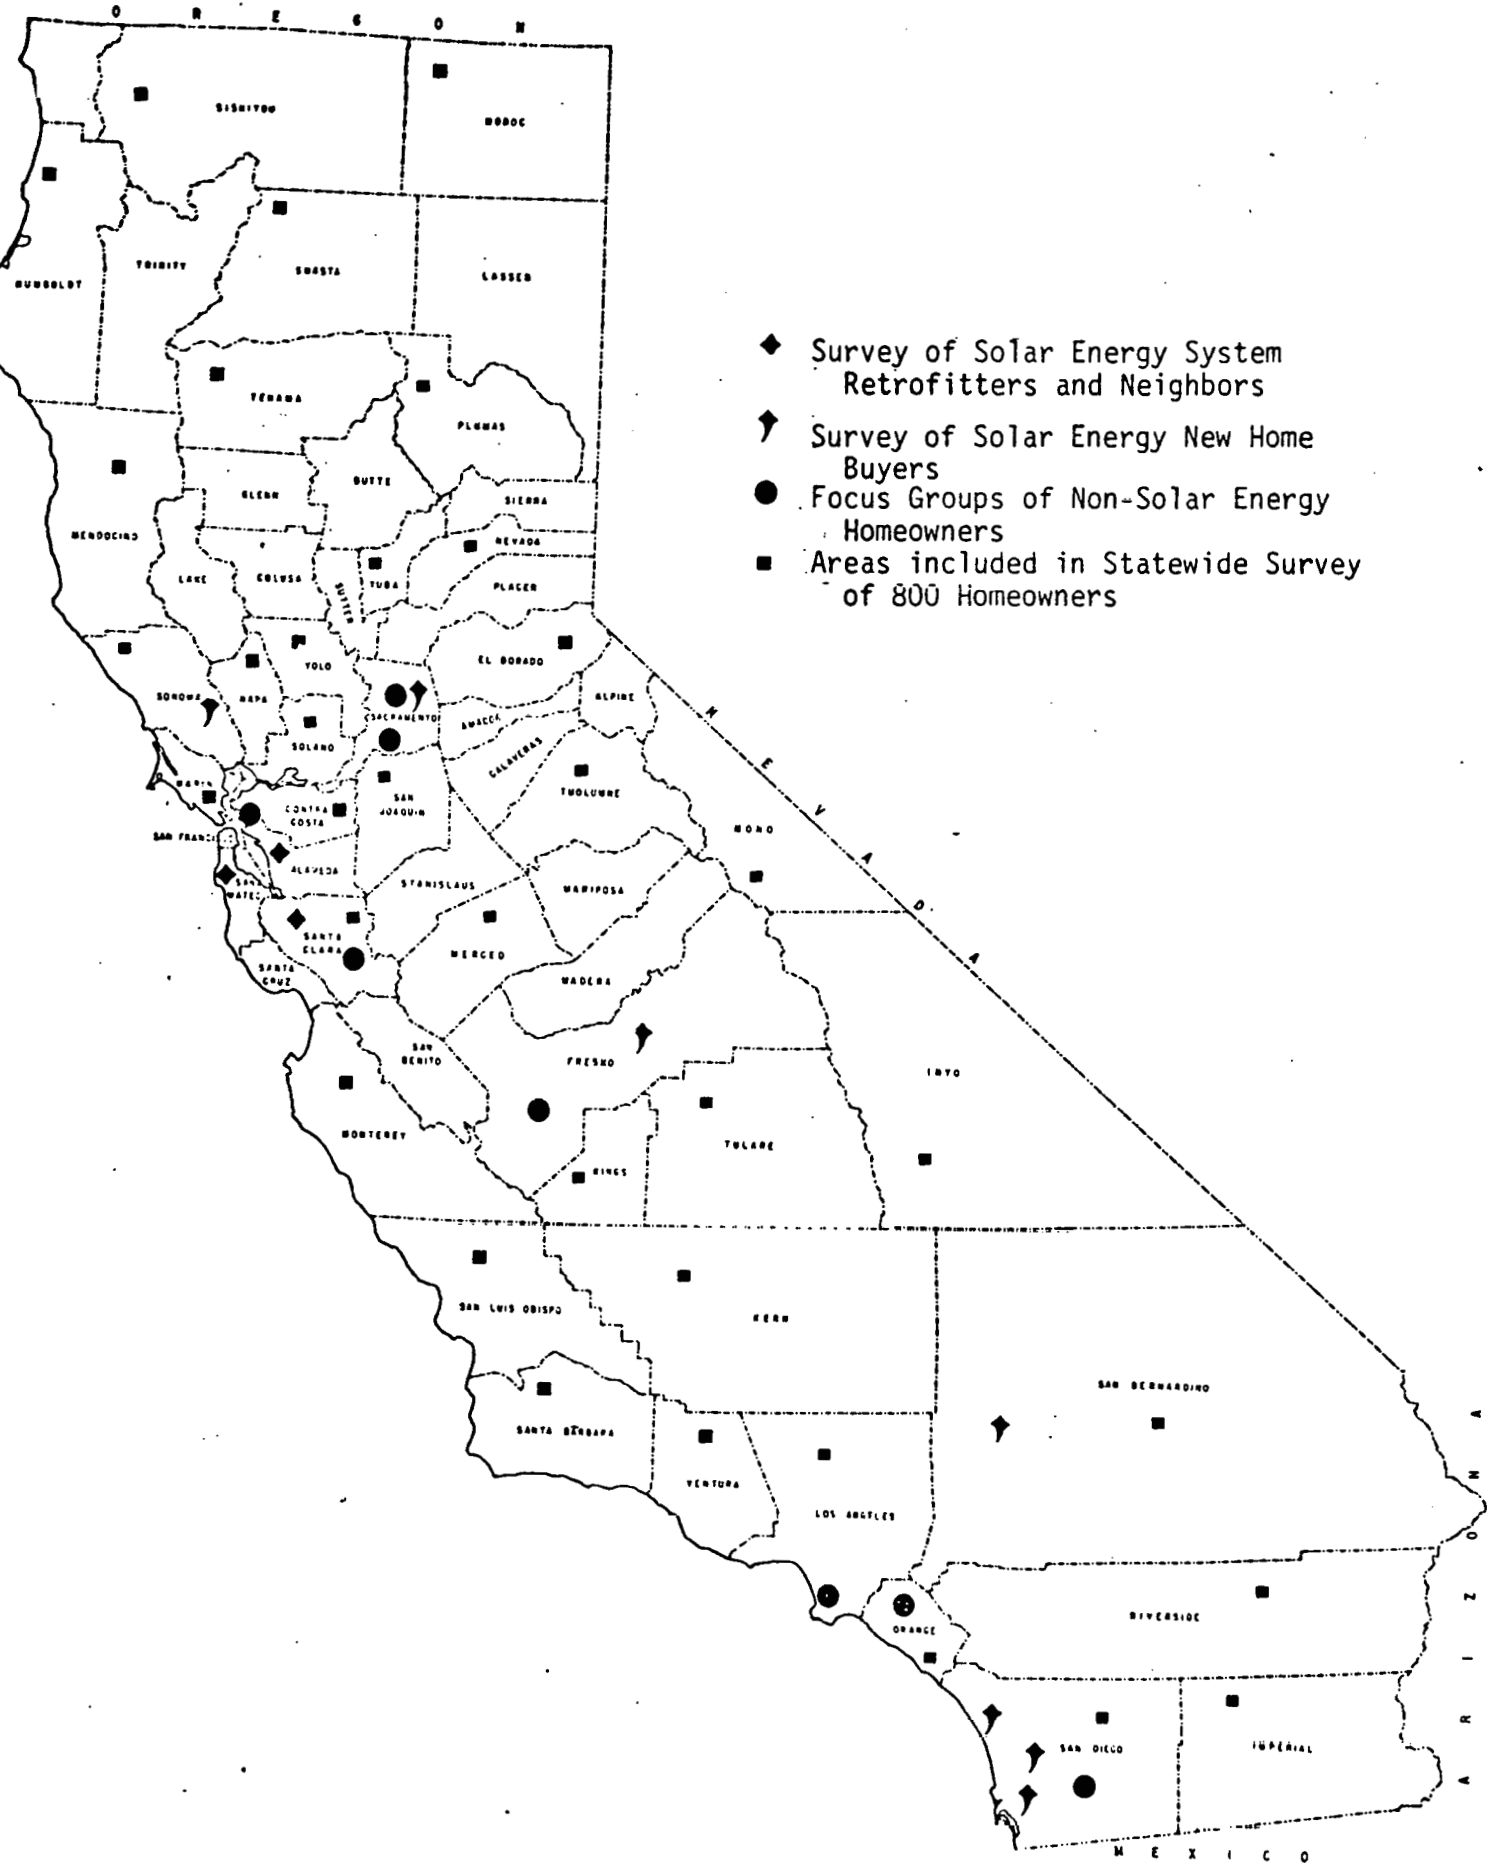 O R E G O N
SISKIYOU
MODOC
HUMBOLDT
TRINITY
SHASTA
LASSEN
Survey of Solar Energy System
Retrofitters and Neighbors
Survey of Solar Energy New Home
Buyers
Focus Groups of Non-Solar Energy
Homeowners
Areas included in Statewide Survey
of 800 Homeowners
TEHAMA
PLUMAS
BUTTE
GLENN
SIERRA
MENDOCINO
NEVADA
LAKE
COLUSA
SUTTER
YUBA
PLACER
YOLO
EL DORADO
SONOMA
NAPA
SACRAMENTO
AMADOR
ALPINE
SOLANO
CALAVERAS
MARIN
TUOLUMNE
CONTRA
COSTA
SAN
JOAQUIN
MONO
SAN FRANCI
ALAMEDA
STANISLAUS
MARIPOSA
SAN
MATEO
N E V A D A
SANTA
CLARA
MERCED
SANTA
CRUZ
MADERA
SAN
BENITO
FRESNO
INYO
MONTEREY
TULARE
KINGS
SAN LUIS OBISPO
KERN
SAN BERNARDINO
SANTA BARBARA
VENTURA
LOS ANGELES
ORANGE
RIVERSIDE
SAN DIEGO
IMPERIAL
A R I Z O N A
M E X I C O